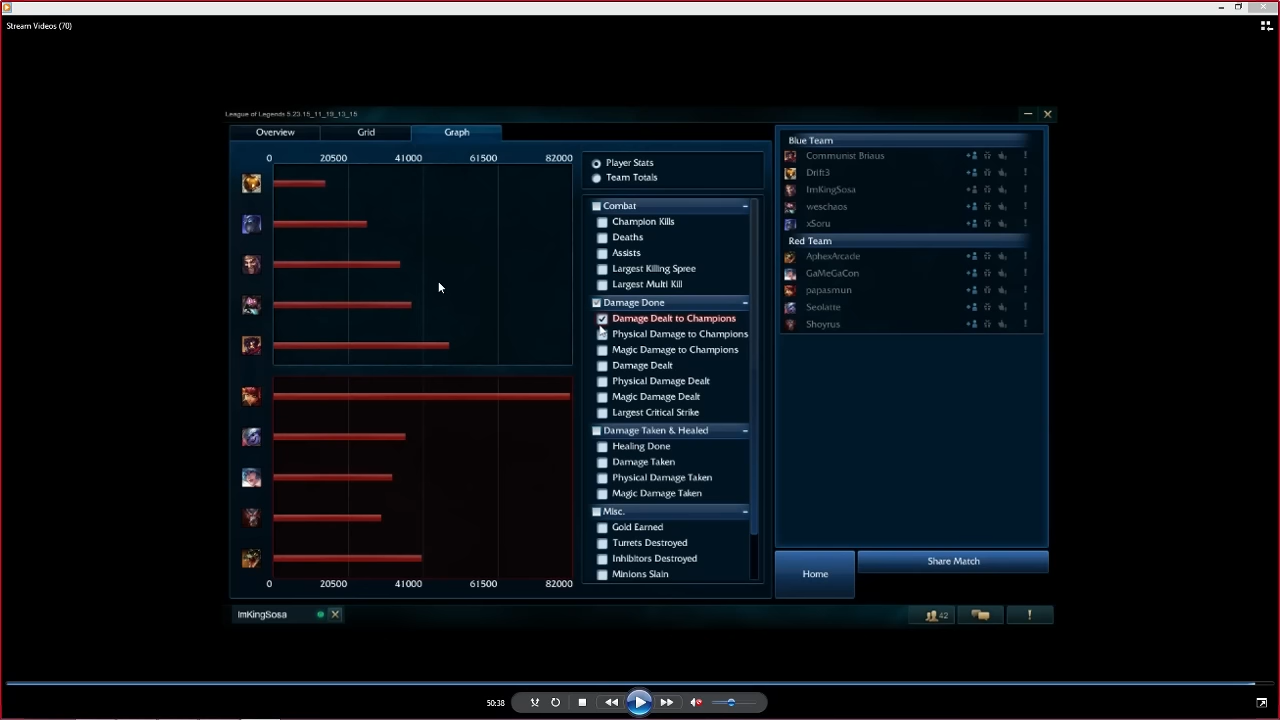 Stream Videos (70)
League of Legends 5.23.15_11_19_13_15
Overview Grid Graph
0 20500 41000 61500 82000
0 20500 41000 61500 82000
Player Stats
Team Totals
Combat
Champion Kills
Deaths
Assists
Largest Killing Spree
Largest Multi Kill
Damage Done
Damage Dealt to Champions
Physical Damage to Champions
Magic Damage to Champions
Damage Dealt
Physical Damage Dealt
Magic Damage Dealt
Largest Critical Strike
Damage Taken & Healed
Healing Done
Damage Taken
Physical Damage Taken
Magic Damage Taken
Misc.
Gold Earned
Turrets Destroyed
Inhibitors Destroyed
Minions Slain
Blue Team
Communist Briaus
Drift3
ImKingSosa
weschaos
xSoru
Red Team
AphexArcade
GaMeGaCon
papasmun
Seolatte
Shoyrus
Home
Share Match
ImKingSosa
42
50:38